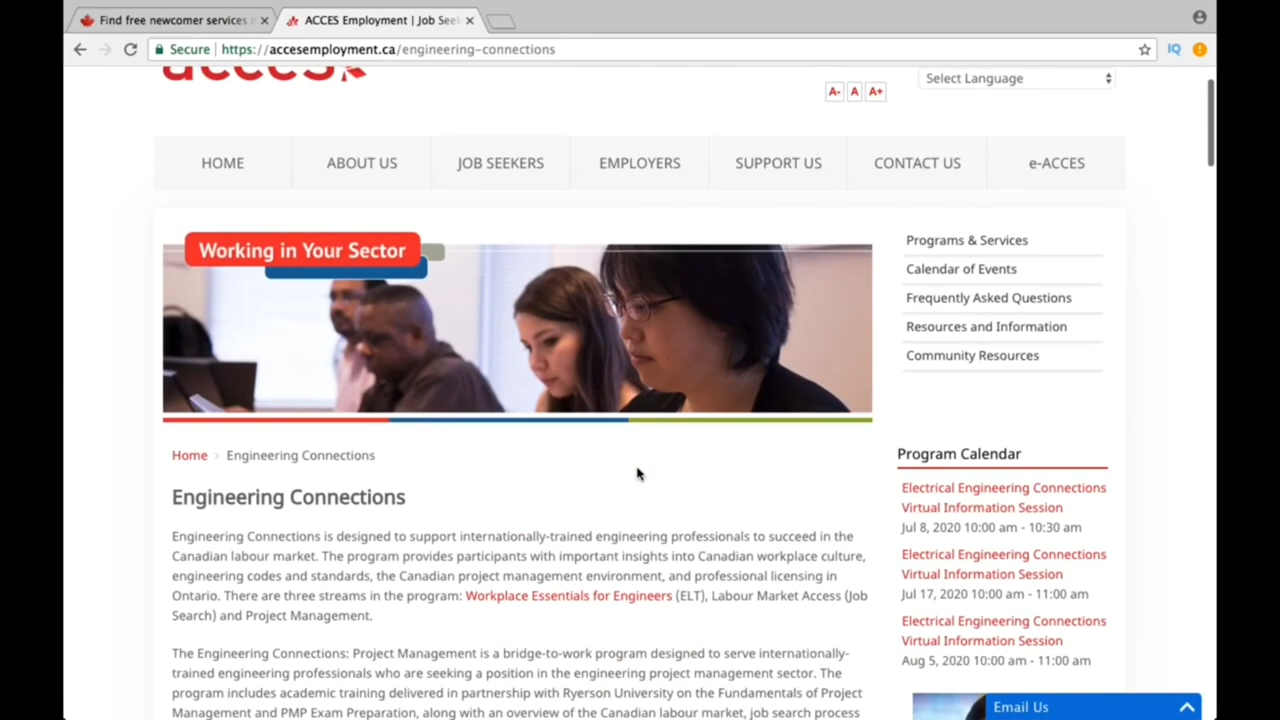 Find free newcomer services
ACCES Employment | Job Seek
Secure
https://accesemployment.ca/engineering-connections
IQ
acces
A- A A+
Select Language
HOME
ABOUT US
JOB SEEKERS
EMPLOYERS
SUPPORT US
CONTACT US
e-ACCES
Working in Your Sector
Programs & Services
Calendar of Events
Frequently Asked Questions
Resources and Information
Community Resources
Home > Engineering Connections
Engineering Connections
Engineering Connections is designed to support internationally-trained engineering professionals to succeed in the
Canadian labour market. The program provides participants with important insights into Canadian workplace culture,
engineering codes and standards, the Canadian project management environment, and professional licensing in
Ontario. There are three streams in the program: Workplace Essentials for Engineers (ELT), Labour Market Access (Job
Search) and Project Management.
The Engineering Connections: Project Management is a bridge-to-work program designed to serve internationally-
trained engineering professionals who are seeking a position in the engineering project management sector. The
program includes academic training delivered in partnership with Ryerson University on the Fundamentals of Project
Management and PMP Exam Preparation, along with an overview of the Canadian labour market, job search process
Program Calendar
Electrical Engineering Connections
Virtual Information Session
Jul 8, 2020 10:00 am - 10:30 am
Electrical Engineering Connections
Virtual Information Session
Jul 17, 2020 10:00 am - 11:00 am
Electrical Engineering Connections
Virtual Information Session
Aug 5, 2020 10:00 am - 11:00 am
Email Us